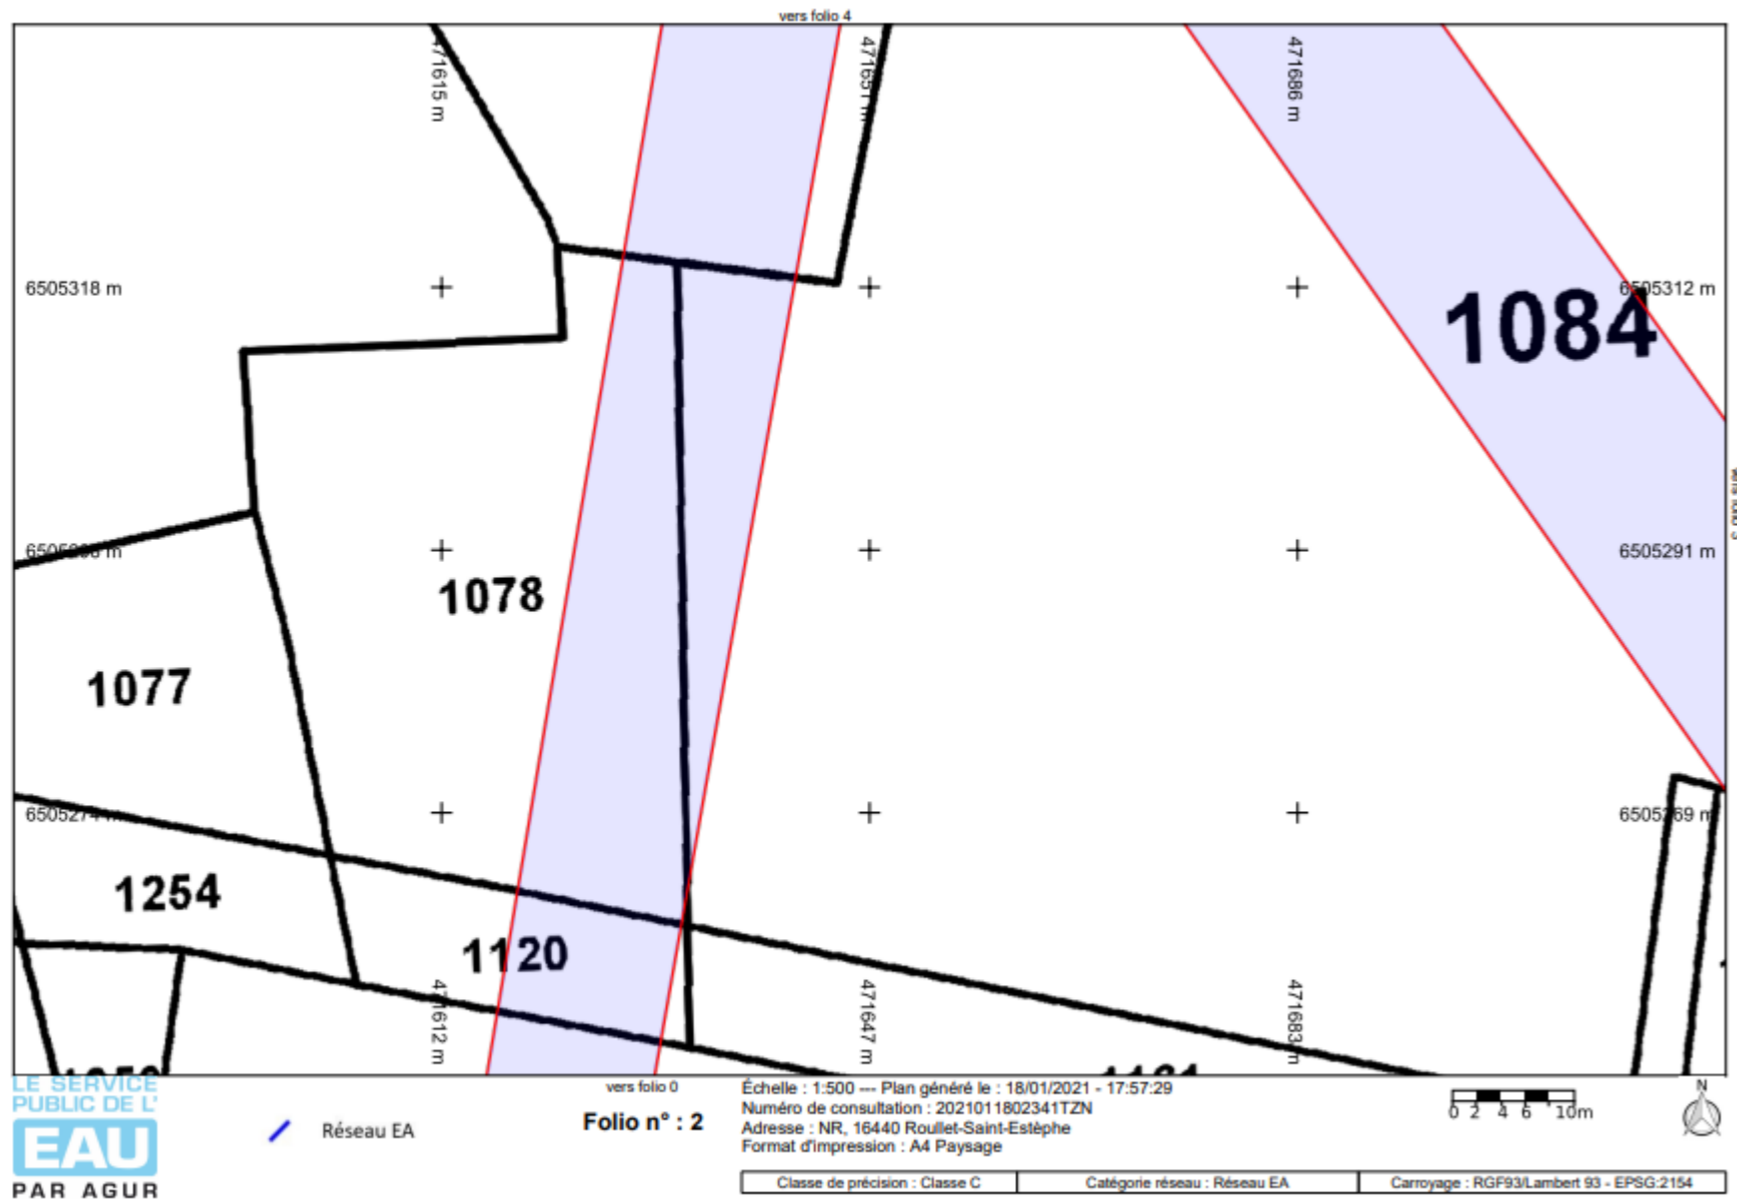 vers folio 4
471615 m
471686 m
6505318 m
6505312 m
1084
6505291 m
1078
1077
1254
1120
471612 m
471647 m
471683 m
vers folio 0
LE SERVICE
PUBLIC DE L'
EAU
PAR AGUR
Réseau EA
Folio n° : 2
Échelle : 1:500 --- Plan généré le : 18/01/2021 - 17:57:29
Numéro de consultation : 2021011802341TZN
Adresse : NR, 16440 Roullet-Saint-Estèphe
Format d'impression : A4 Paysage
0 2 4 6 10m
N
Classe de précision : Classe C
Catégorie réseau : Réseau EA
Carroyage : RGF93/Lambert 93 - EPSG:2154